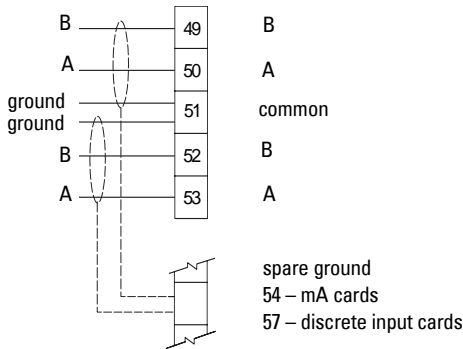 B 49 B
A 50 A
ground
ground 51 common
B 52 B
A 53 A
spare ground
54 – mA cards
57 – discrete input cards